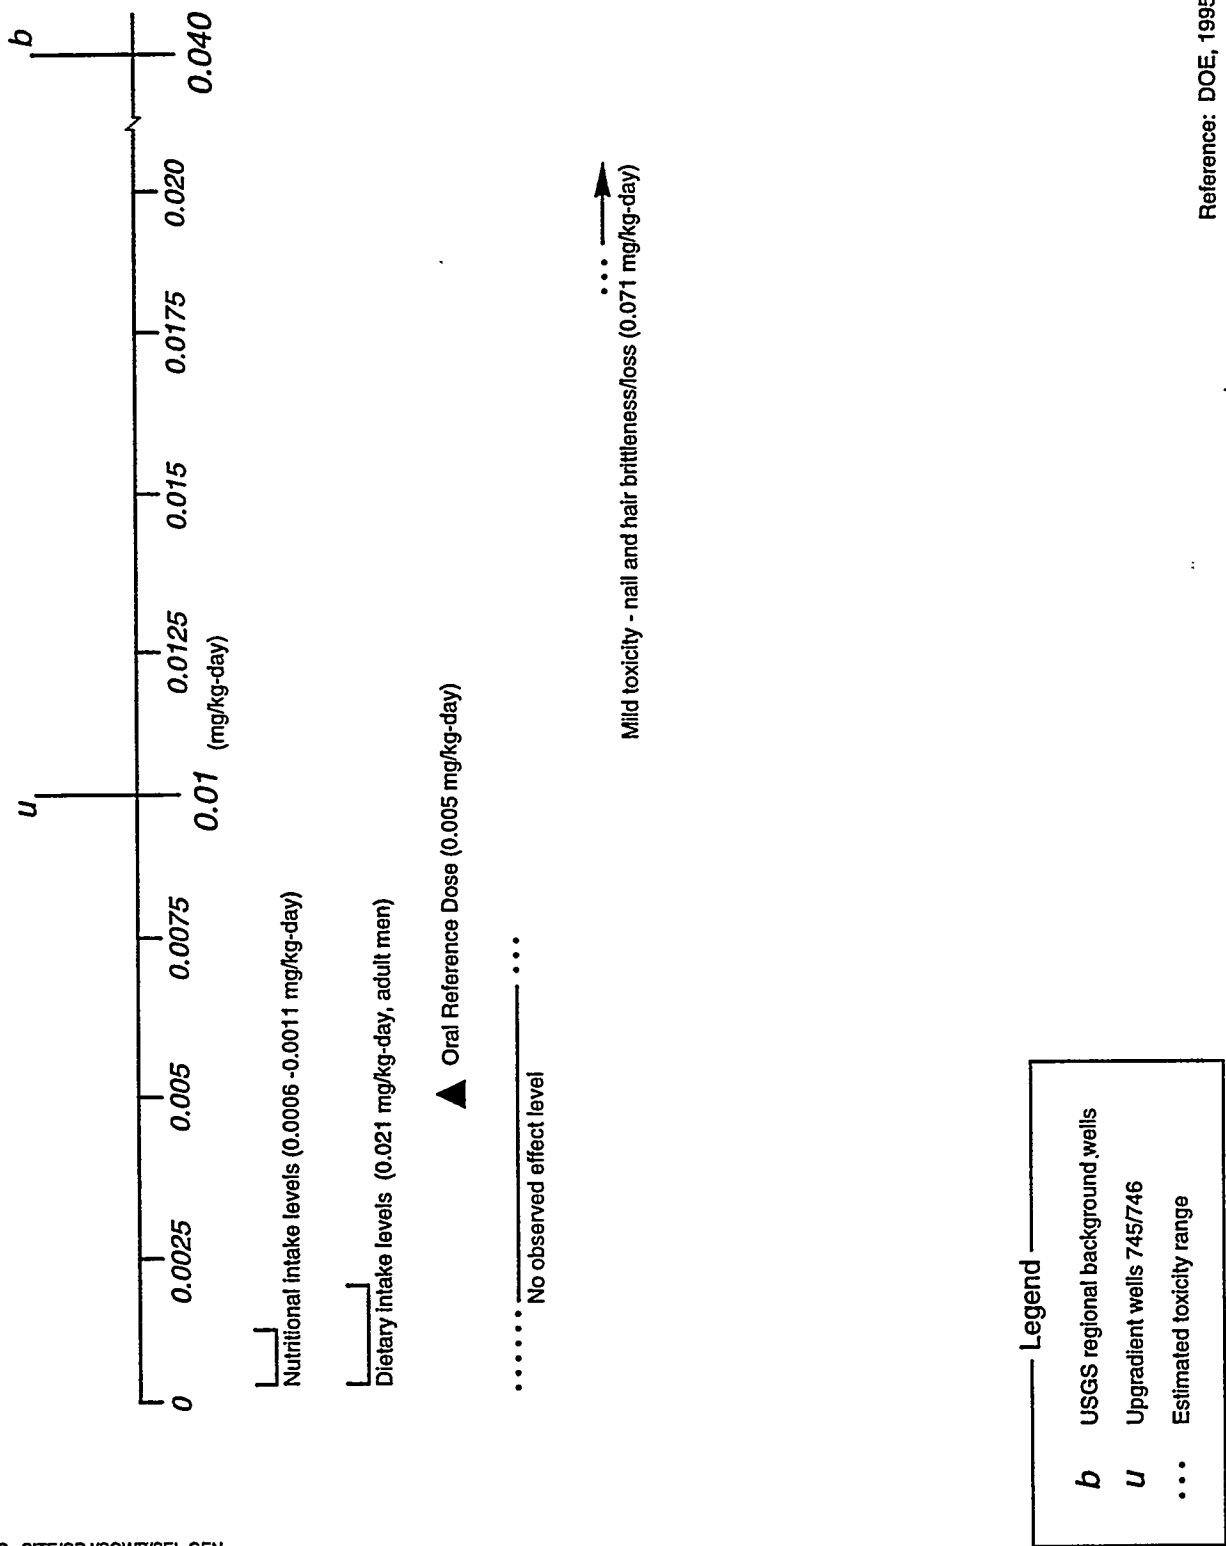 u
b
0
0.0025
0.005
0.0075
0.01
0.0125
0.015
0.0175
0.020
0.040
(mg/kg-day)
Nutritional intake levels (0.0006 -0.0011 mg/kg-day)
Dietary intake levels (0.021 mg/kg-day, adult men)
Oral Reference Dose (0.005 mg/kg-day)
No observed effect level
Mild toxicity - nail and hair brittleness/loss (0.071 mg/kg-day)
Legend
b USGS regional background wells
u Upgradient wells 745/746
••• Estimated toxicity range
Reference: DOE, 1995